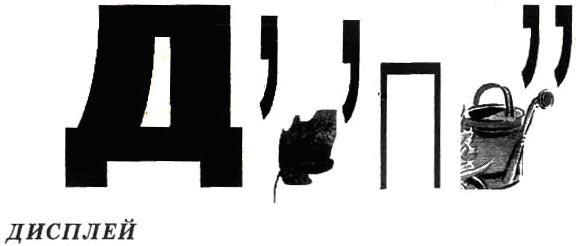 Д , , П ,,
ДИСПЛЕЙ